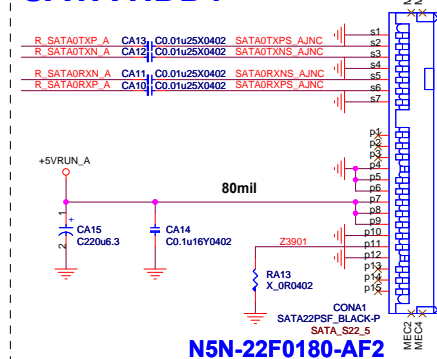 R_SATA0TXP_A CA13 C0.01u25X0402 SATA0TXPS_AJNC
R_SATA0TXN_A CA12 C0.01u25X0402 SATA0TXNS_AJNC
R_SATA0RXN_A CA11 C0.01u25X0402 SATA0RXNS_AJNC
R_SATA0RXP_A CA10 C0.01u25X0402 SATA0RXPS_AJNC
s1
s2
s3
s4
s5
s6
s7
p1
p2
p3
p4
p5
p6
p7
p8
p9
p10
p11
p12
p13
p14
p15
+5VRUN_A
80mil
1
+
2
CA15
C220u6.3
CA14
C0.1u16Y0402
Z3901
RA13
X_0R0402
CONA1
SATA22PSF_BLACK-P
SATA_S22_5
MEC2
MEC4
N5N-22F0180-AF2